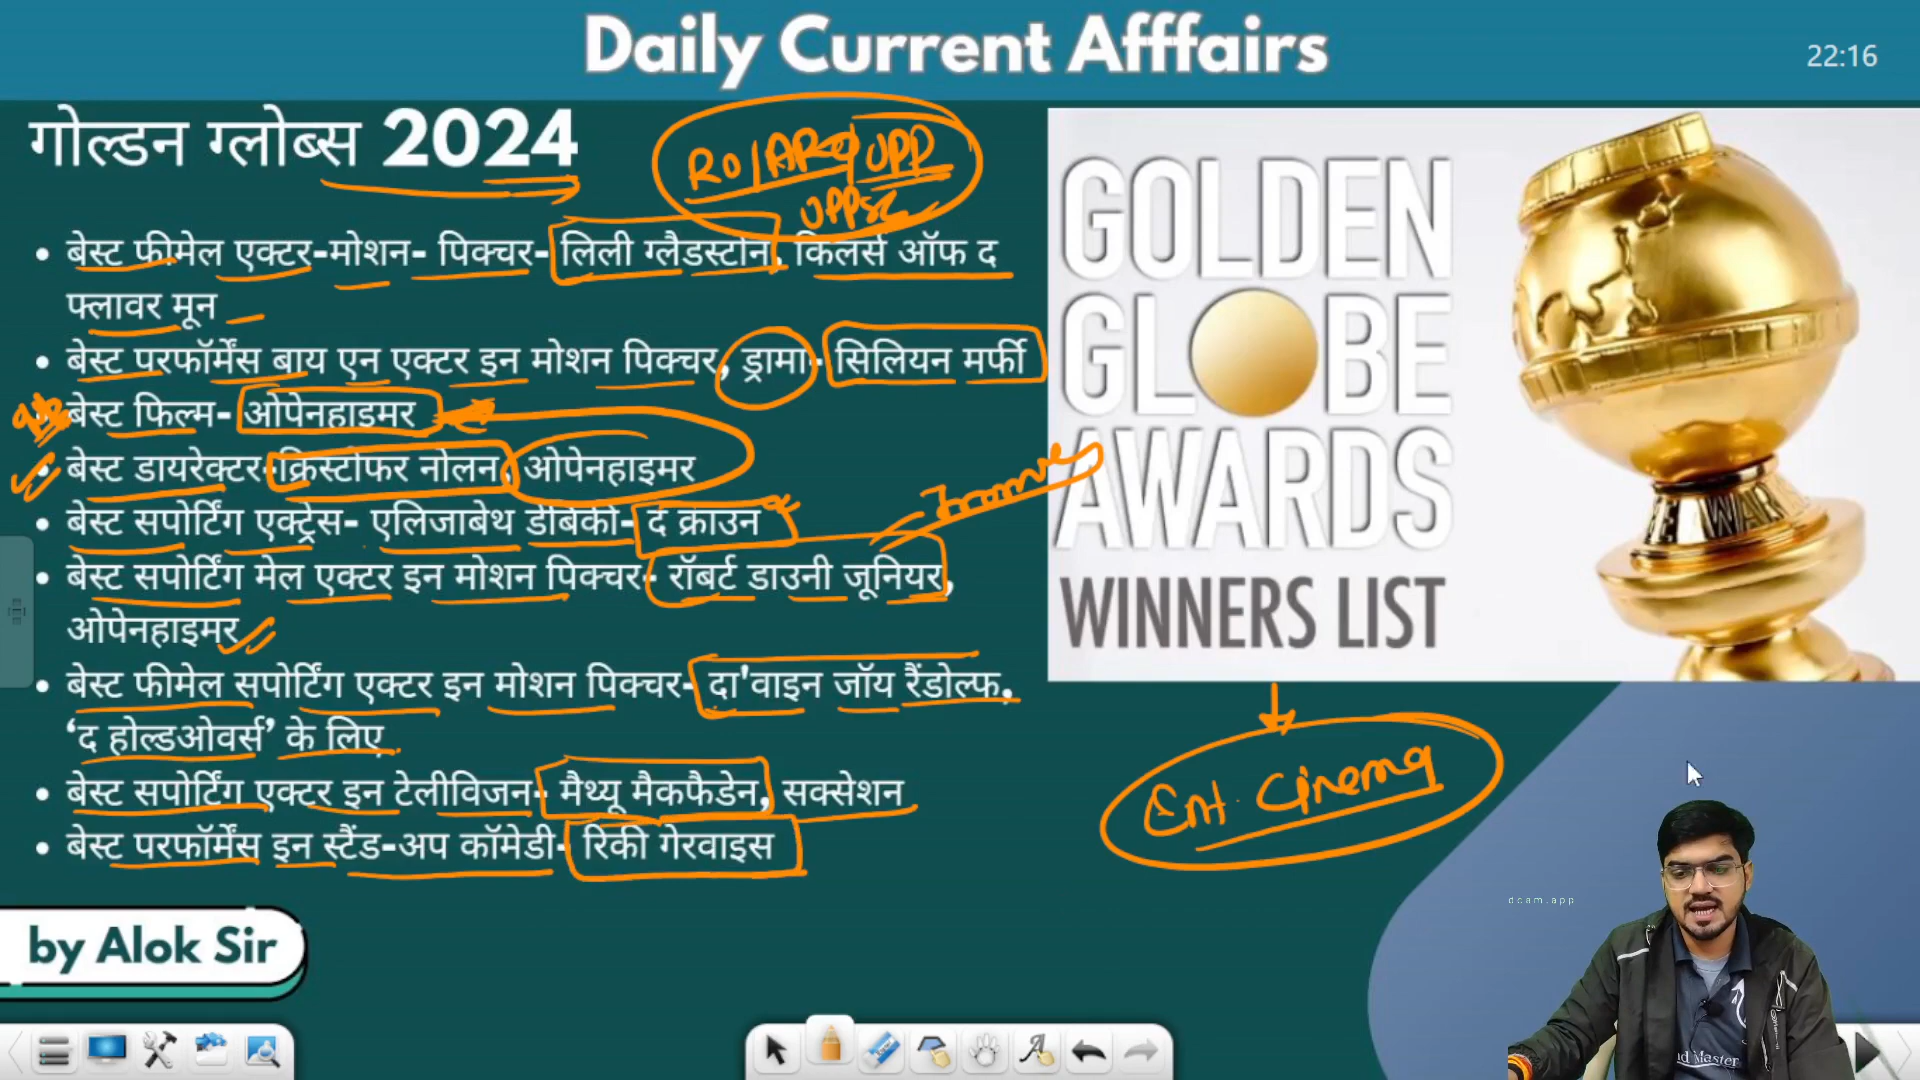 Daily Current Afffairs
22:16
गोल्डन ग्लोब्स 2024
RO/ARO/UPP
UPPSC
• बेस्ट फीमेल एक्टर-मोशन- पिक्चर- लिली ग्लैडस्टोन, किलर्स ऑफ द
फ्लावर मून
• बेस्ट परफॉर्मेंस बाय एन एक्टर इन मोशन पिक्चर, ड्रामा- सिलियन मर्फी
बेस्ट फिल्म- ओपेनहाइमर
• बेस्ट डायरेक्टर-क्रिस्टोफर नोलन, ओपेनहाइमर
• बेस्ट सपोर्टिंग एक्ट्रेस- एलिजाबेथ डेबिकी- द क्राउन
• बेस्ट सपोर्टिंग मेल एक्टर इन मोशन पिक्चर- रॉबर्ट डाउनी जूनियर,
ओपेनहाइमर
• बेस्ट फीमेल सपोर्टिंग एक्टर इन मोशन पिक्चर- दा'वाइन जॉय रैंडोल्फ,
‘द होल्डओवर्स’ के लिए
• बेस्ट सपोर्टिंग एक्टर इन टेलीविजन- मैथ्यू मैकफैडेन, सक्सेशन
• बेस्ट परफॉर्मेंस इन स्टैंड-अप कॉमेडी- रिकी गेरवाइस
GOLDEN
GLOBE
AWARDS
WINNERS LIST
Ent. Cinema
dcam.app
by Alok Sir
nd Master